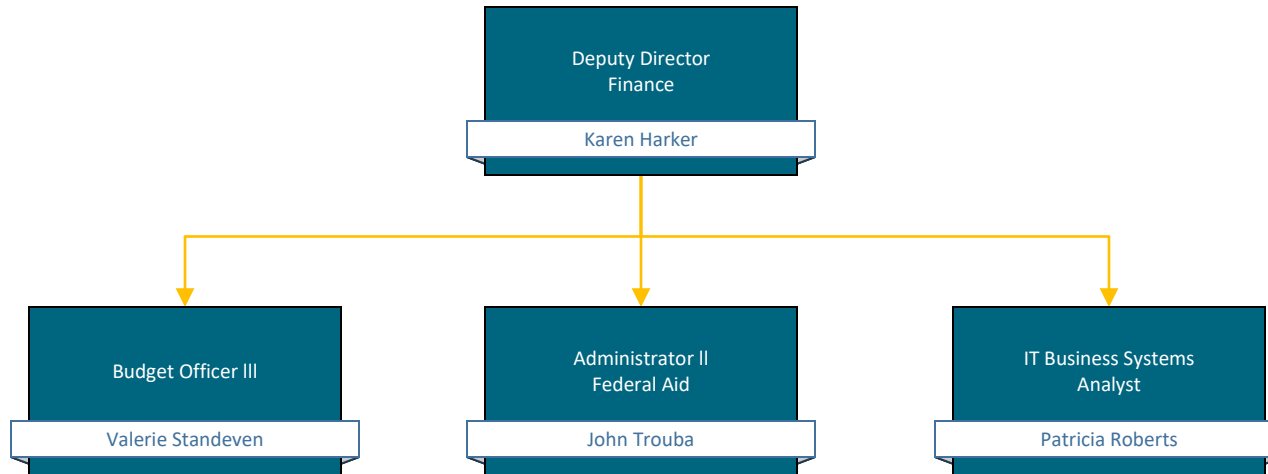 Deputy Director
Finance
Karen Harker
Budget Officer lll
Valerie Standeven
Administrator ll
Federal Aid
John Trouba
IT Business Systems
Analyst
Patricia Roberts